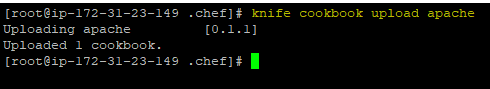 [root@ip-172-31-23-149 .chef]# knife cookbook upload apache
Uploading apache         [0.1.1]
Uploaded 1 cookbook.
[root@ip-172-31-23-149 .chef]#